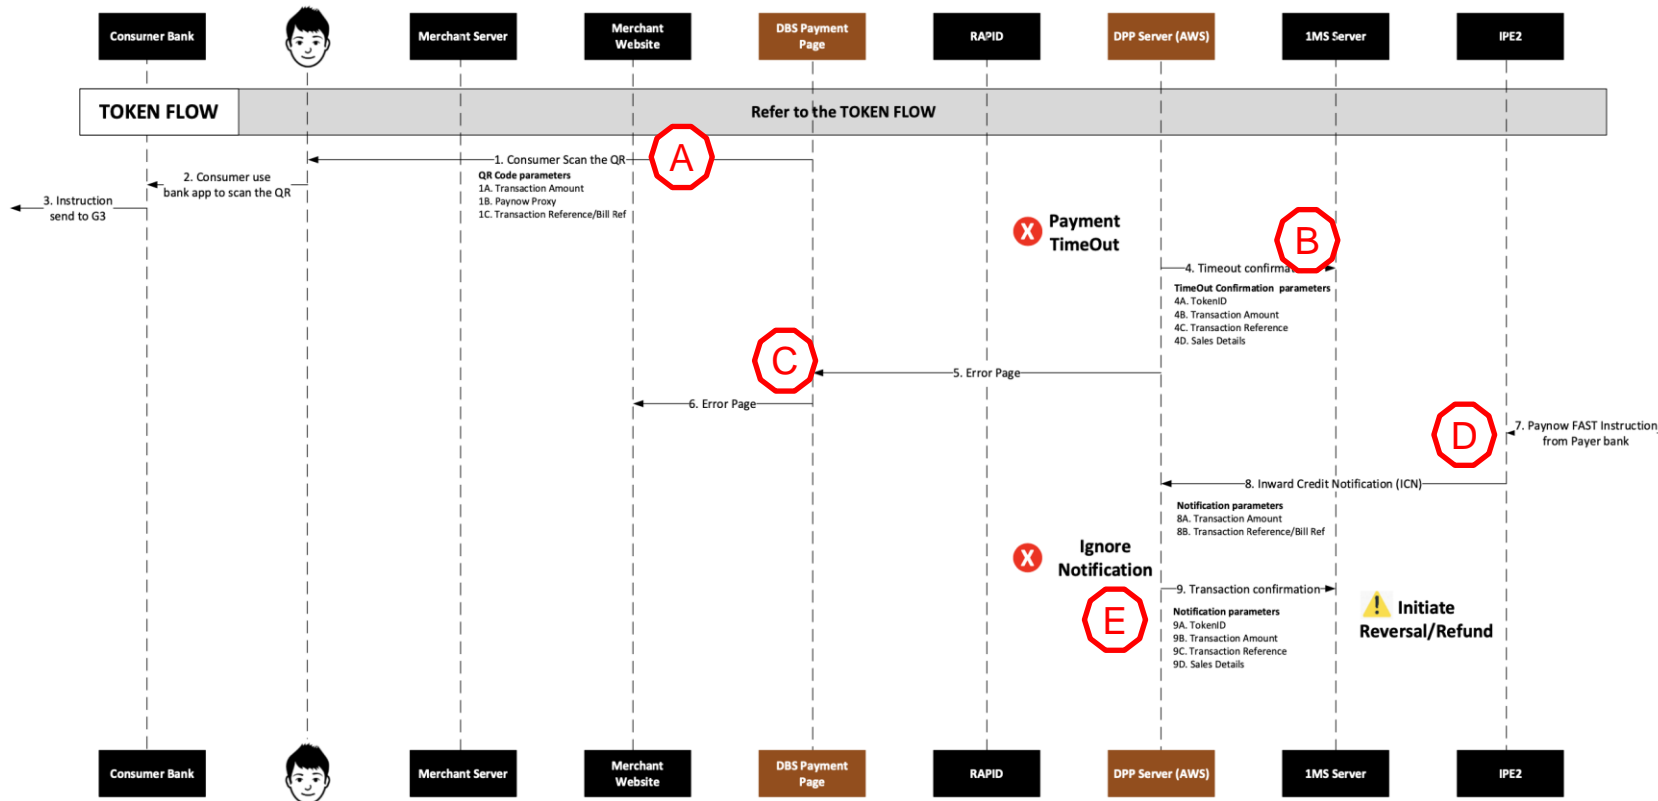 Consumer Bank
Merchant Server
Merchant
Website
DBS Payment
Page
RAPID
DPP Server (AWS)
1MS Server
IPE2
TOKEN FLOW
Refer to the TOKEN FLOW
1. Consumer Scan the QR
A
QR Code parameters
1A. Transaction Amount
1B. Paynow Proxy
1C. Transaction Reference/Bill Ref
2. Consumer use
bank app to scan the QR
3. Instruction
send to G3
X
Payment
TimeOut
B
4. Timeout confirma
TimeOut Confirmation parameters
4A. TokenID
4B. Transaction Amount
4C. Transaction Reference
4D. Sales Details
C
5. Error Page
6. Error Page
D
7. Paynow FAST Instruction
from Payer bank
8. Inward Credit Notification (ICN)
Notification parameters
8A. Transaction Amount
8B. Transaction Reference/Bill Ref
X
Ignore
Notification
E
9. Transaction confirmation
Notification parameters
9A. TokenID
9B. Transaction Amount
9C. Transaction Reference
9D. Sales Details
! Initiate
Reversal/Refund
Consumer Bank
Merchant Server
Merchant
Website
DBS Payment
Page
RAPID
DPP Server (AWS)
1MS Server
IPE2